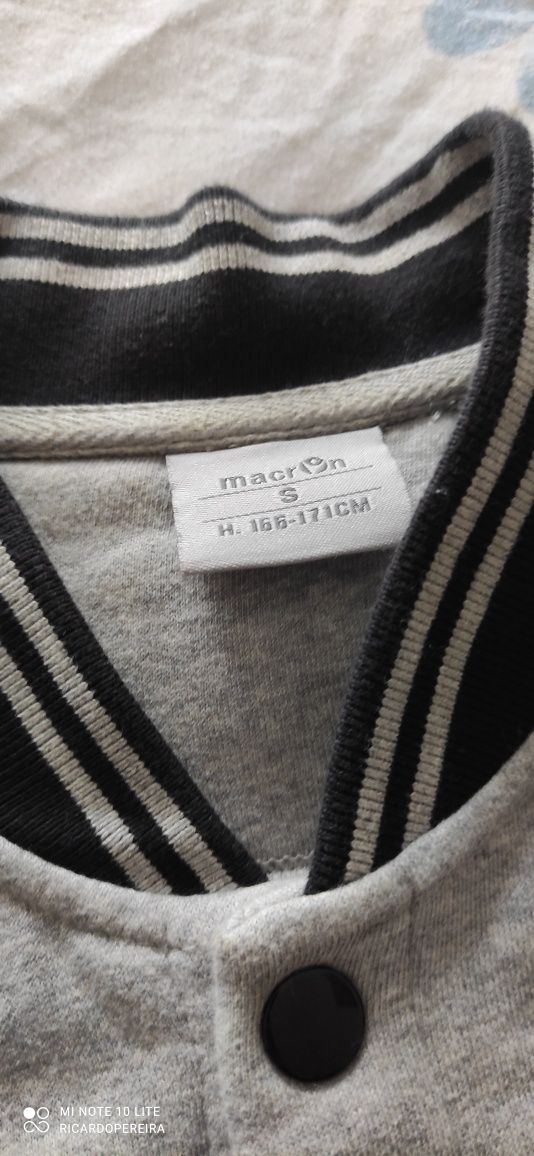 macron
S
H. 166-171CM
MI NOTE 10 LITE
RICARDOPEREIRA